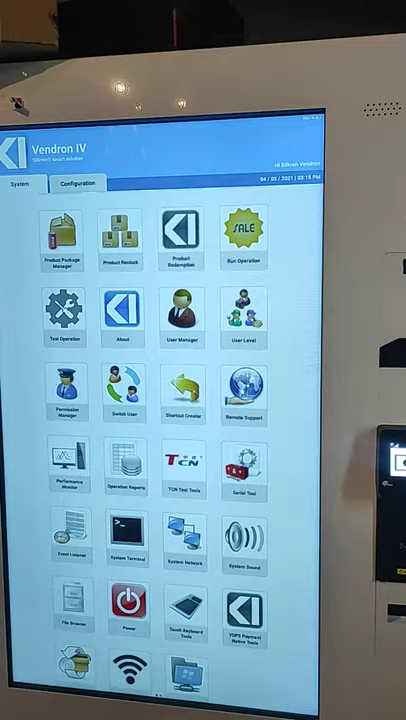 Vendron IV
Silkron® smart solution
Hi Silkron Vendron
System
Configuration
04 / 05 / 2021 | 03:15 PM
Product Package Manager
Product Restock
Product Redemption
SALE
Run Operation
Test Operation
About
User Manager
User Level
Permission Manager
Switch User
Shortcut Creator
Remote Support
Performance Monitor
Operation Reports
TCN
TCN Test Tools
Serial Tool
Event Listener
System Terminal
System Network
System Sound
File Browser
Power
Touch Keyboard Tools
VDPS Payment Native Tools